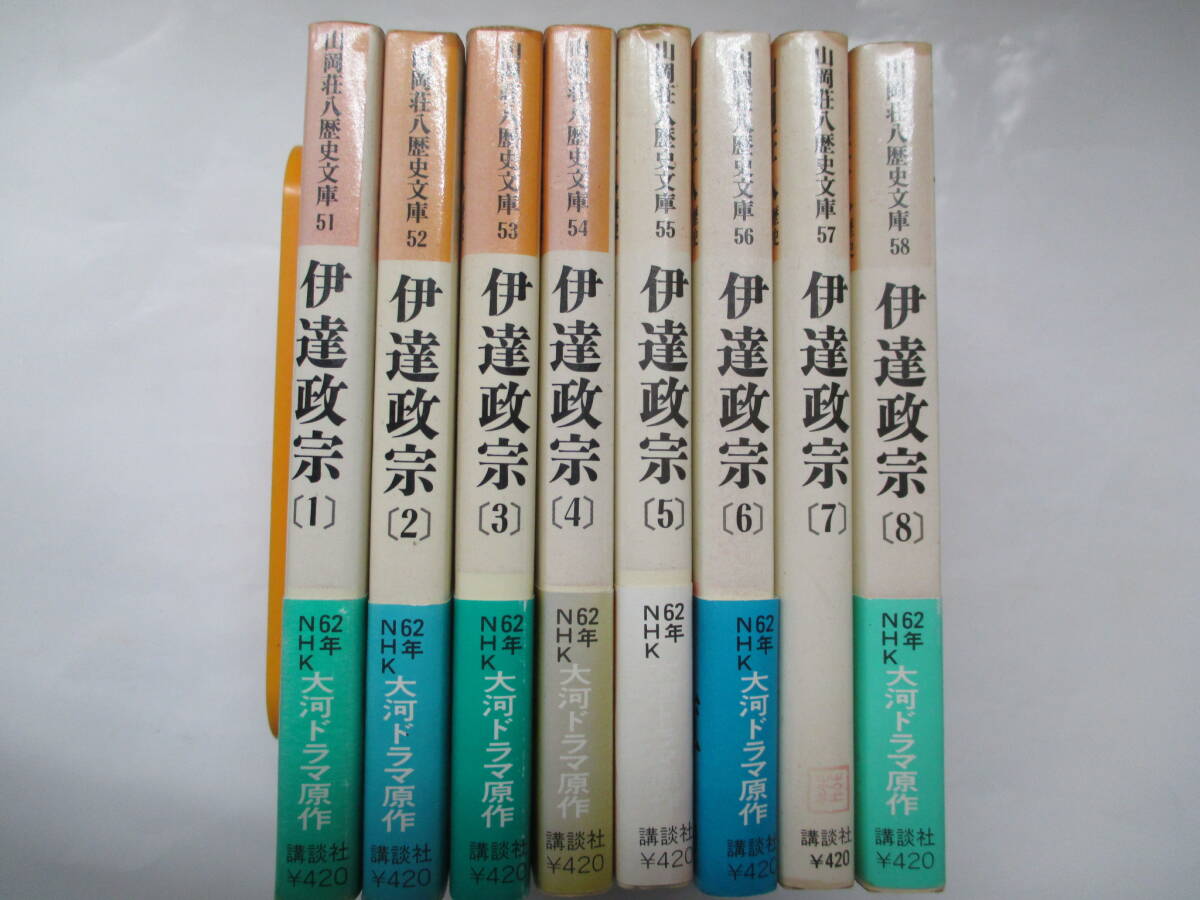 山岡荘八歴史文庫 51
伊達政宗〔1〕
62年
NHK
大河ドラマ原作
講談社
¥420
山岡荘八歴史文庫 52
伊達政宗〔2〕
62年
NHK
大河ドラマ原作
講談社
¥420
山岡荘八歴史文庫 53
伊達政宗〔3〕
62年
NHK
大河ドラマ原作
講談社
¥420
山岡荘八歴史文庫 54
伊達政宗〔4〕
62年
NHK
大河ドラマ原作
講談社
¥420
山岡荘八歴史文庫 55
伊達政宗〔5〕
62年
NHK
講談社
¥420
山岡荘八歴史文庫 56
伊達政宗〔6〕
62年
NHK
大河ドラマ原作
講談社
¥420
山岡荘八歴史文庫 57
伊達政宗〔7〕
講談社
¥420
山岡荘八歴史文庫 58
伊達政宗〔8〕
62年
NHK
大河ドラマ原作
講談社
¥420